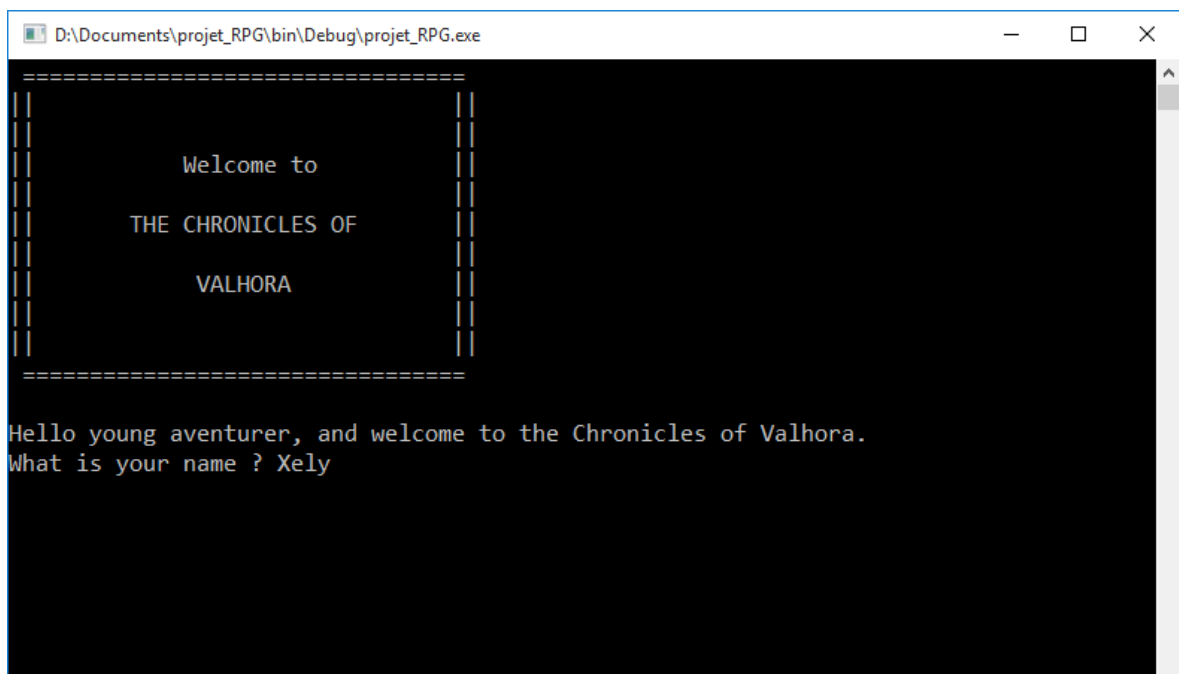 D:\Documents\projet_RPG\bin\Debug\projet_RPG.exe
=================================
|| ||
|| ||
|| Welcome to ||
|| ||
|| THE CHRONICLES OF ||
|| ||
|| VALHORA ||
|| ||
|| ||
=================================
Hello young aventurer, and welcome to the Chronicles of Valhora.
What is your name ? Xely